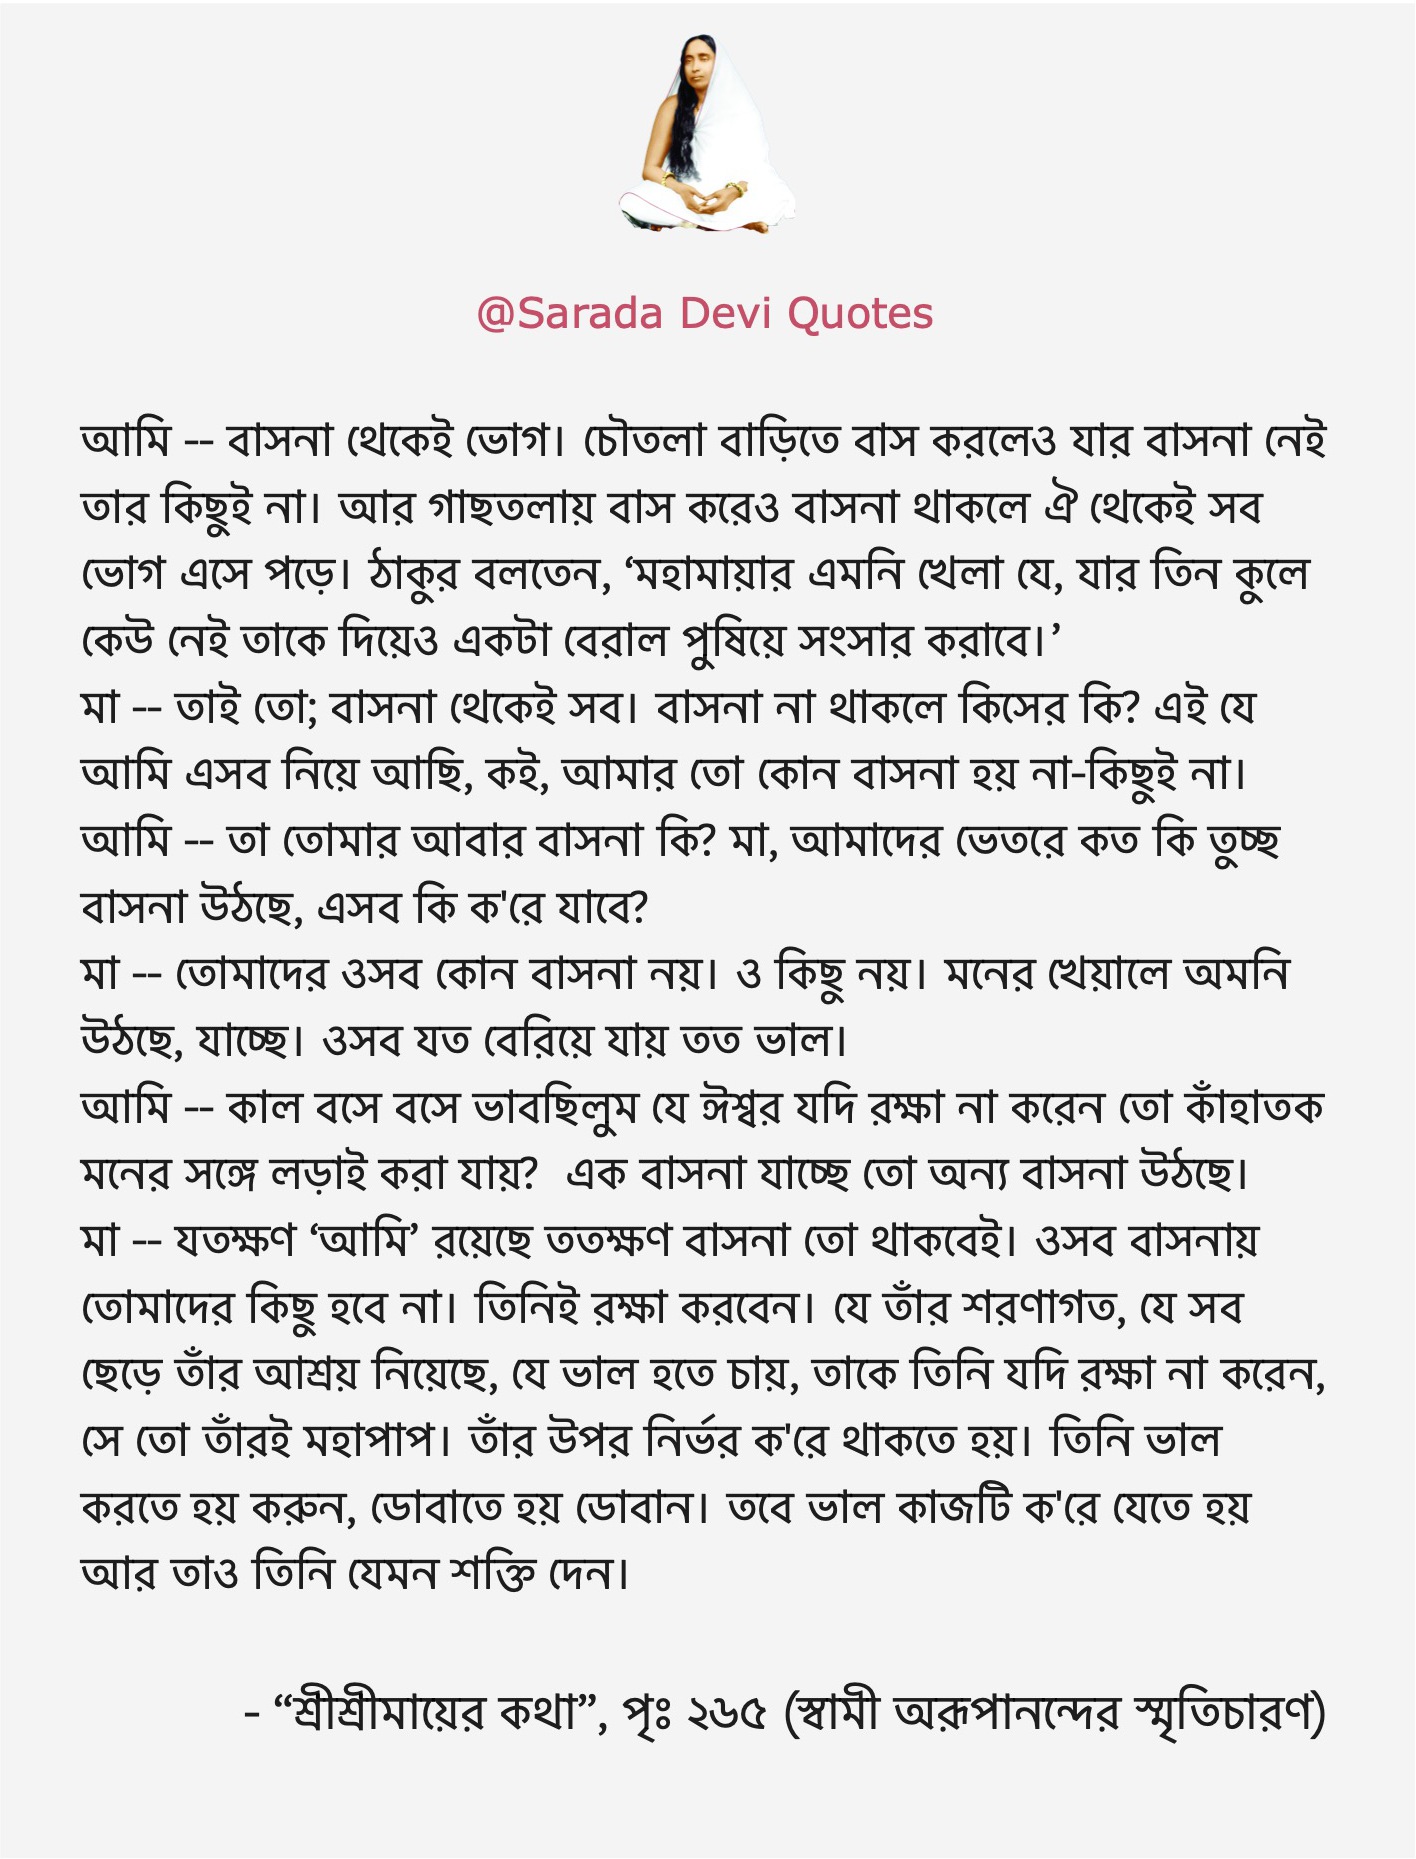 @Sarada Devi Quotes
আমি -- বাসনা থেকেই ভোগ। চৌতলা বাড়িতে বাস করলেও যার বাসনা নেই
তার কিছুই না। আর গাছতলায় বাস করেও বাসনা থাকলে ঐ থেকেই সব
ভোগ এসে পড়ে। ঠাকুর বলতেন, ‘মহামায়ার এমনি খেলা যে, যার তিন কুলে
কেউ নেই তাকে দিয়েও একটা বেরাল পুষিয়ে সংসার করাবে।’
মা -- তাই তো; বাসনা থেকেই সব। বাসনা না থাকলে কিসের কি? এই যে
আমি এসব নিয়ে আছি, কই, আমার তো কোন বাসনা হয় না-কিছুই না।
আমি -- তা তোমার আবার বাসনা কি? মা, আমাদের ভেতরে কত কি তুচ্ছ
বাসনা উঠছে, এসব কি ক'রে যাবে?
মা -- তোমাদের ওসব কোন বাসনা নয়। ও কিছু নয়। মনের খেয়ালে অমনি
উঠছে, যাচ্ছে। ওসব যত বেরিয়ে যায় তত ভাল।
আমি -- কাল বসে বসে ভাবছিলুম যে ঈশ্বর যদি রক্ষা না করেন তো কাঁহাতক
মনের সঙ্গে লড়াই করা যায়?  এক বাসনা যাচ্ছে তো অন্য বাসনা উঠছে।
মা -- যতক্ষণ ‘আমি’ রয়েছে ততক্ষণ বাসনা তো থাকবেই। ওসব বাসনায়
তোমাদের কিছু হবে না। তিনিই রক্ষা করবেন। যে তাঁর শরণাগত, যে সব
ছেড়ে তাঁর আশ্রয় নিয়েছে, যে ভাল হতে চায়, তাকে তিনি যদি রক্ষা না করেন,
সে তো তাঁরই মহাপাপ। তাঁর উপর নির্ভর ক'রে থাকতে হয়। তিনি ভাল
করতে হয় করুন, ডোবাতে হয় ডোবান। তবে ভাল কাজটি ক'রে যেতে হয়
আর তাও তিনি যেমন শক্তি দেন।
- “শ্রীশ্রীমায়ের কথা”, পৃঃ ২৬৫ (স্বামী অরূপানন্দের স্মৃতিচারণ)